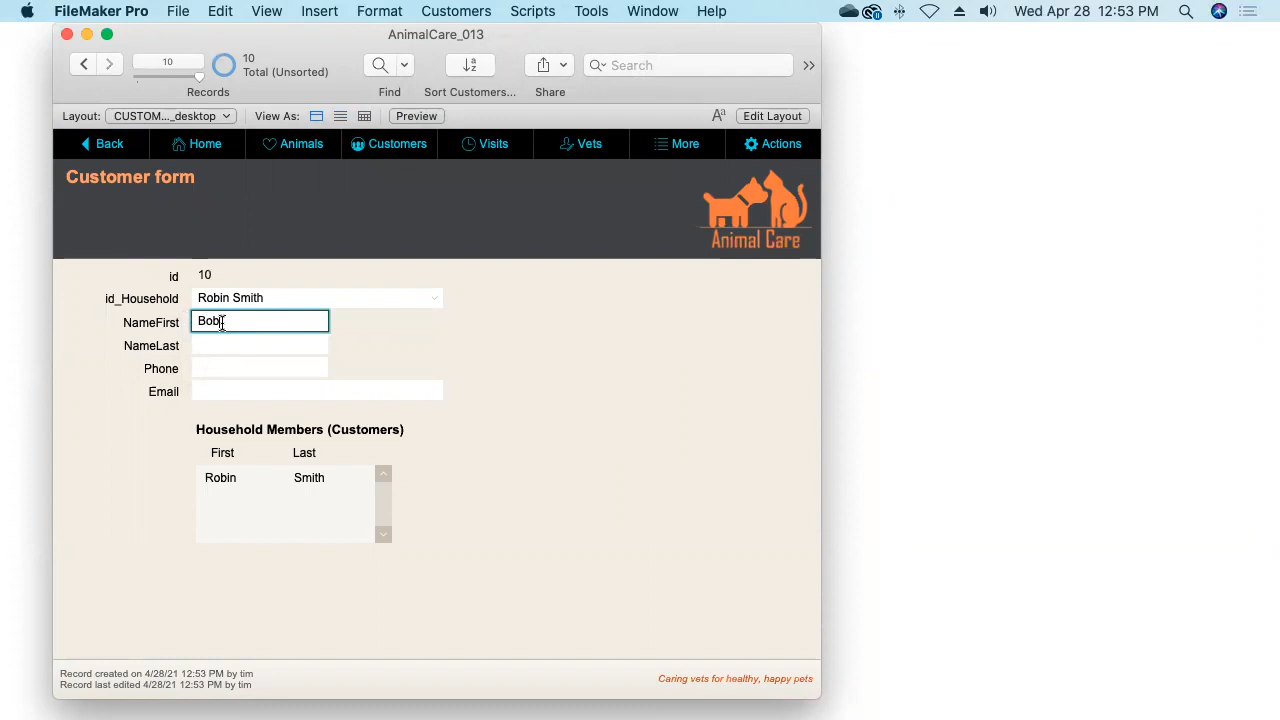 FileMaker Pro File Edit View Insert Format Customers Scripts Tools Window Help Wed Apr 28 12:53 PM
AnimalCare_013
10
10
Total (Unsorted)
Search
Records
Find
Sort Customers...
Share
Layout: CUSTOM..._desktop View As: Preview Aa Edit Layout
Back Home Animals Customers Visits Vets More Actions
Customer form
Animal Care
id 10
id_Household Robin Smith
NameFirst Bob
NameLast
Phone
Email
Household Members (Customers)
First Last
Robin Smith
Record created on 4/28/21 12:53 PM by tim
Record last edited 4/28/21 12:53 PM by tim
Caring vets for healthy, happy pets